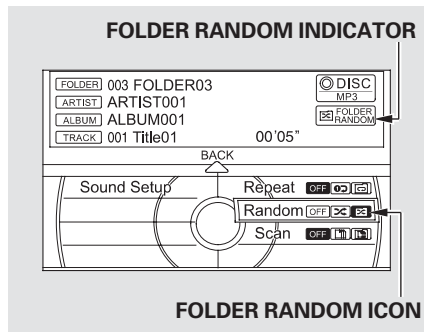 FOLDER RANDOM INDICATOR
FOLDER 003 FOLDER03
ARTIST ARTIST001
ALBUM ALBUM001
TRACK 001 Title01 00'05"
DISC
MP3
FOLDER
RANDOM
BACK
Sound Setup
Repeat OFF
Random OFF
Scan OFF
FOLDER RANDOM ICON